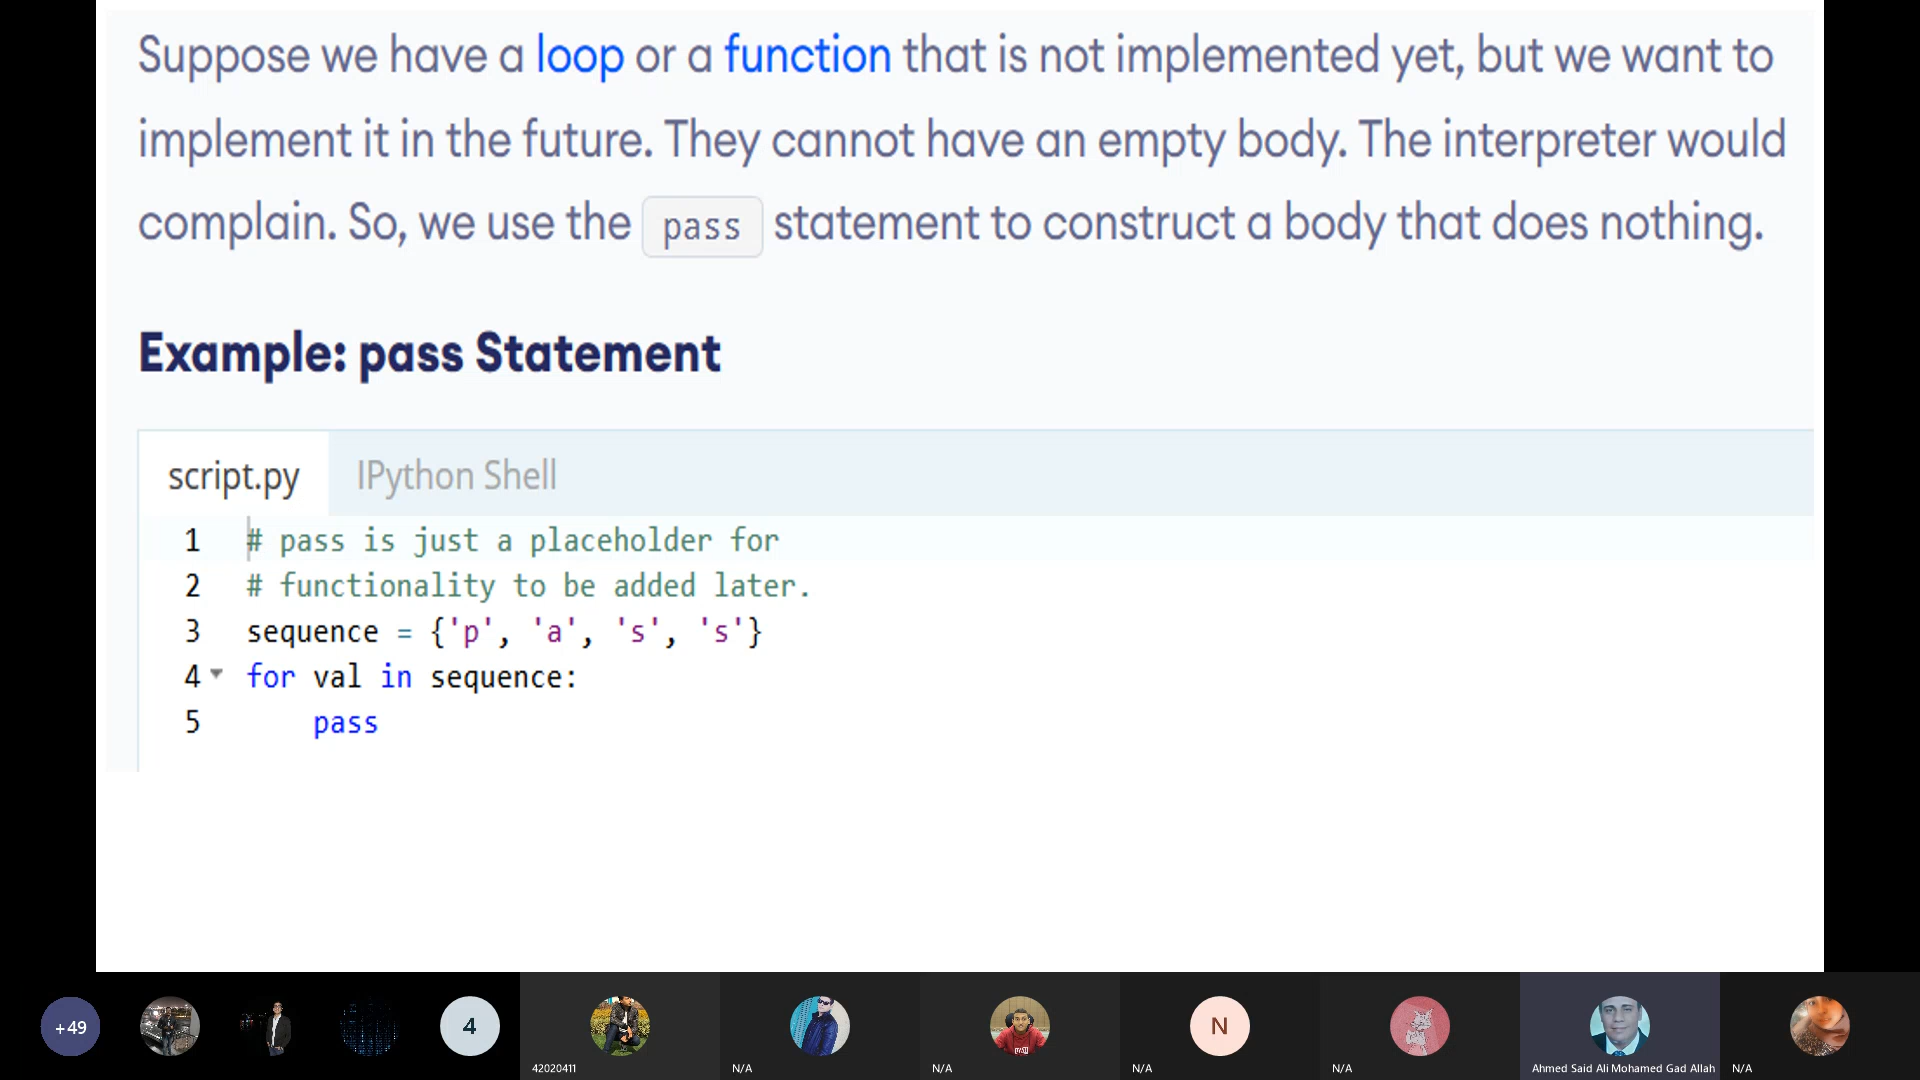 Suppose we have a loop or a function that is not implemented yet, but we want to
implement it in the future. They cannot have an empty body. The interpreter would
complain. So, we use the pass statement to construct a body that does nothing.
Example: pass Statement
script.py IPython Shell
1 # pass is just a placeholder for
2 # functionality to be added later.
3 sequence = {'p', 'a', 's', 's'}
4 for val in sequence:
5 pass
+49 4 N
42020411 N/A N/A N/A N/A Ahmed Said Ali Mohamed Gad Allah N/A